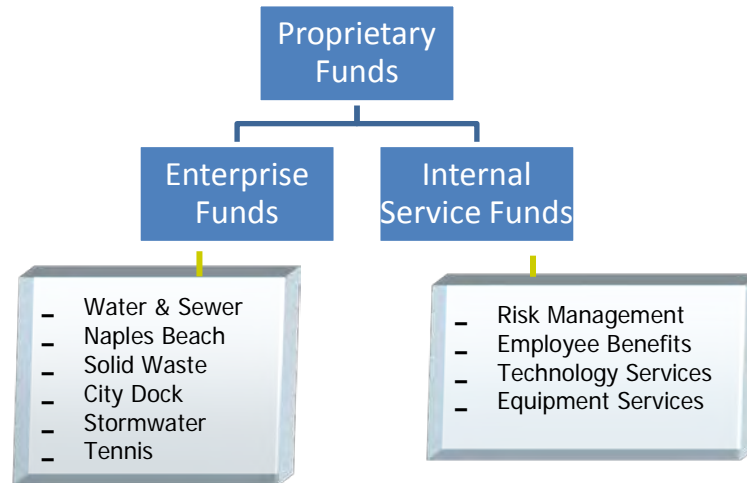 Proprietary
Funds
Enterprise
Funds
Internal
Service Funds
– Water & Sewer
– Naples Beach
– Solid Waste
– City Dock
– Stormwater
– Tennis
– Risk Management
– Employee Benefits
– Technology Services
– Equipment Services